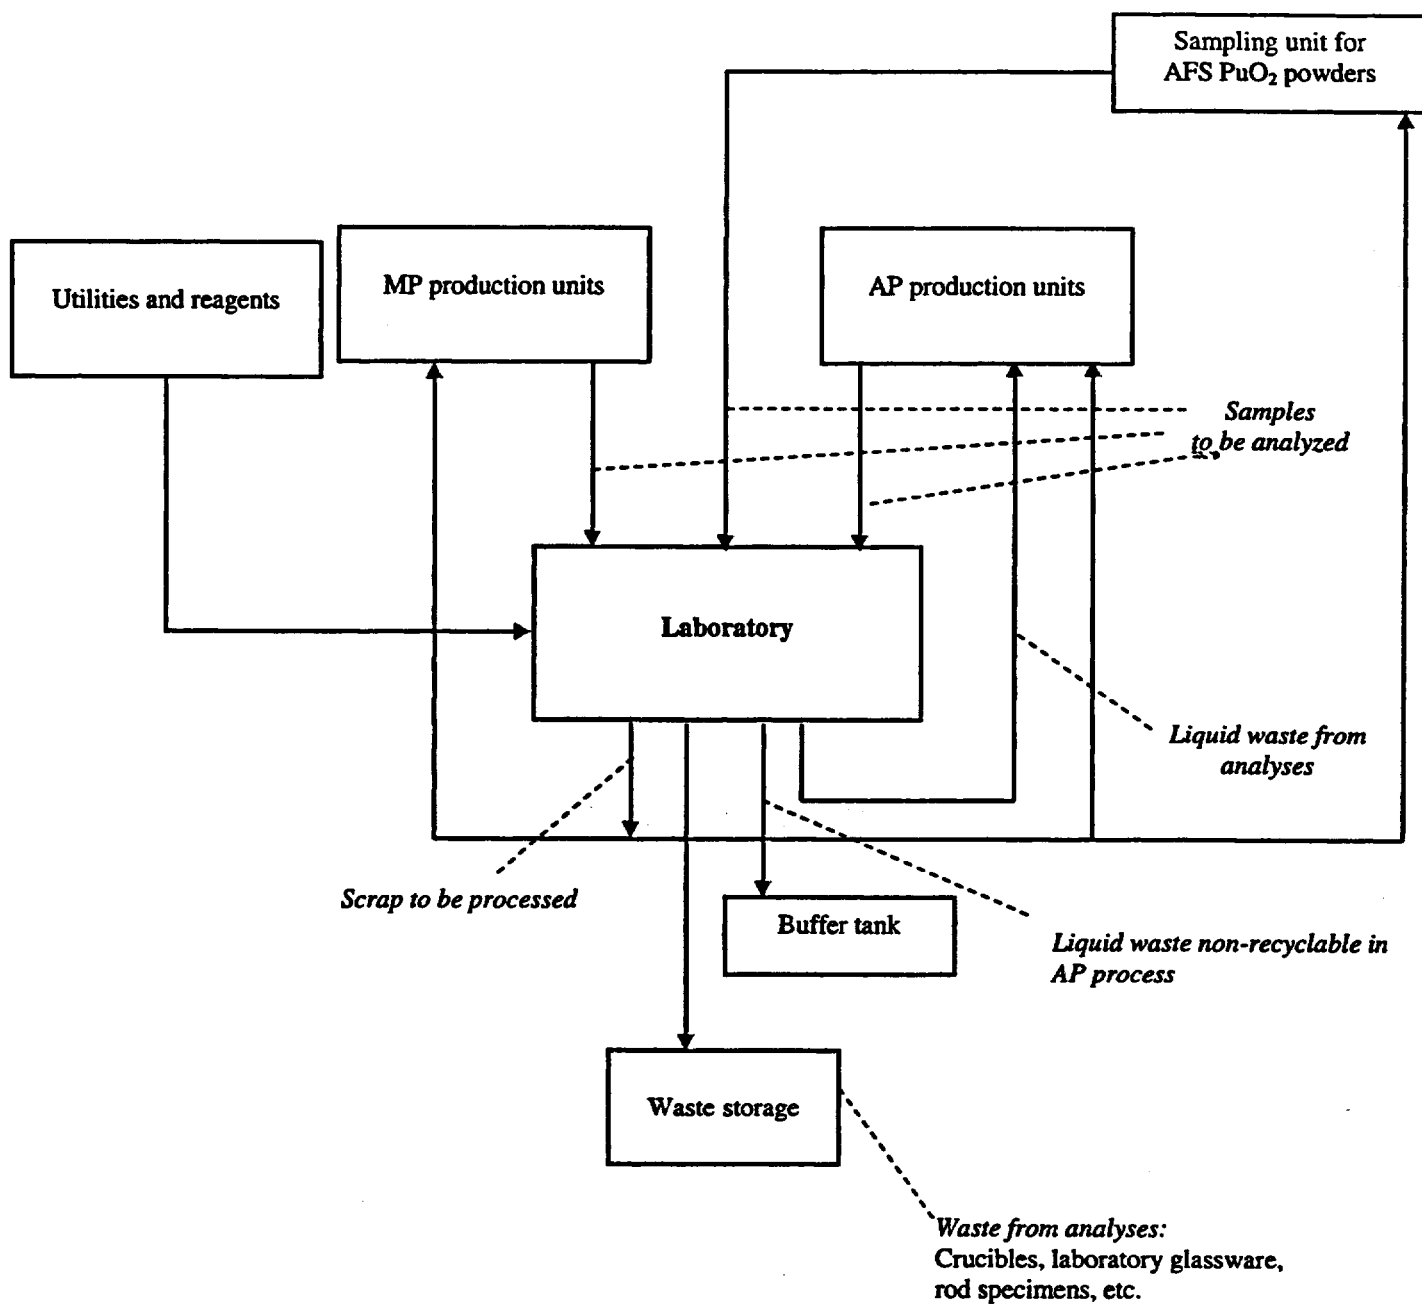 Sampling unit for
AFS PuO₂ powders
Utilities and reagents
MP production units
AP production units
Samples
to be analyzed
Laboratory
Liquid waste from
analyses
Scrap to be processed
Buffer tank
Liquid waste non-recyclable in
AP process
Waste storage
Waste from analyses:
Crucibles, laboratory glassware,
rod specimens, etc.